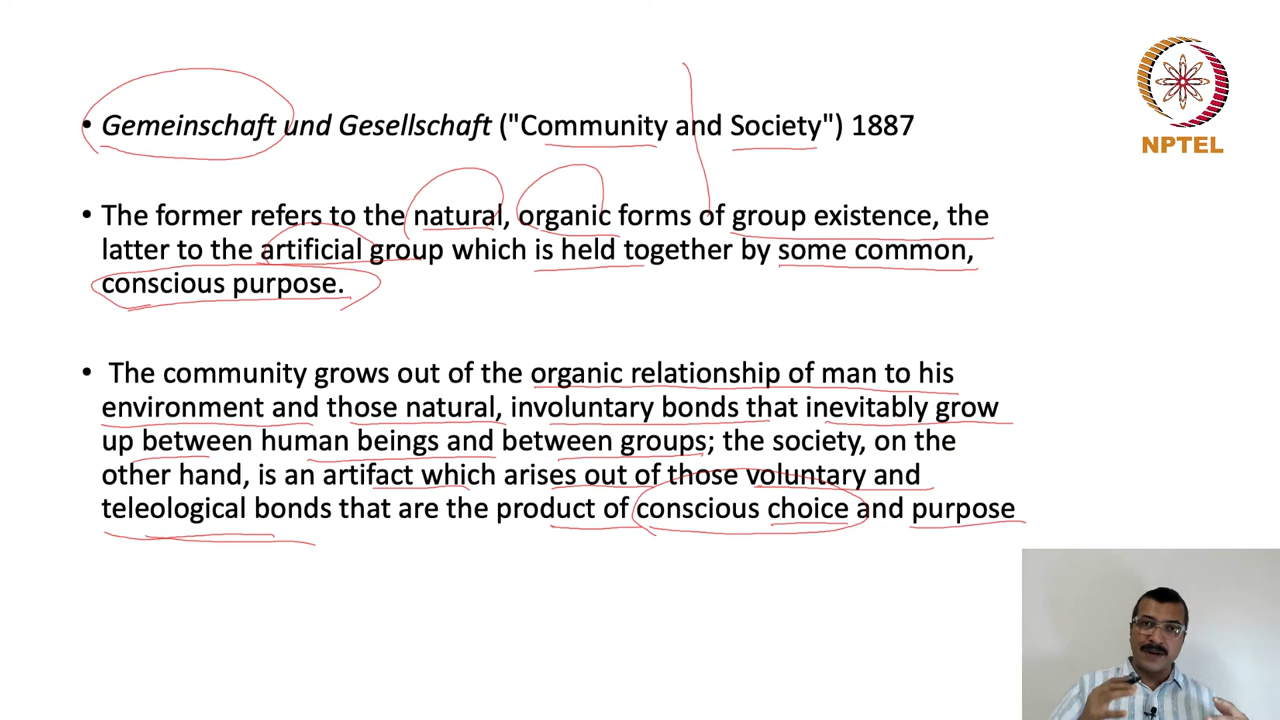 • Gemeinschaft und Gesellschaft ("Community and Society") 1887
• The former refers to the natural, organic forms of group existence, the
latter to the artificial group which is held together by some common,
conscious purpose.
• The community grows out of the organic relationship of man to his
environment and those natural, involuntary bonds that inevitably grow
up between human beings and between groups; the society, on the
other hand, is an artifact which arises out of those voluntary and
teleological bonds that are the product of conscious choice and purpose
NPTEL